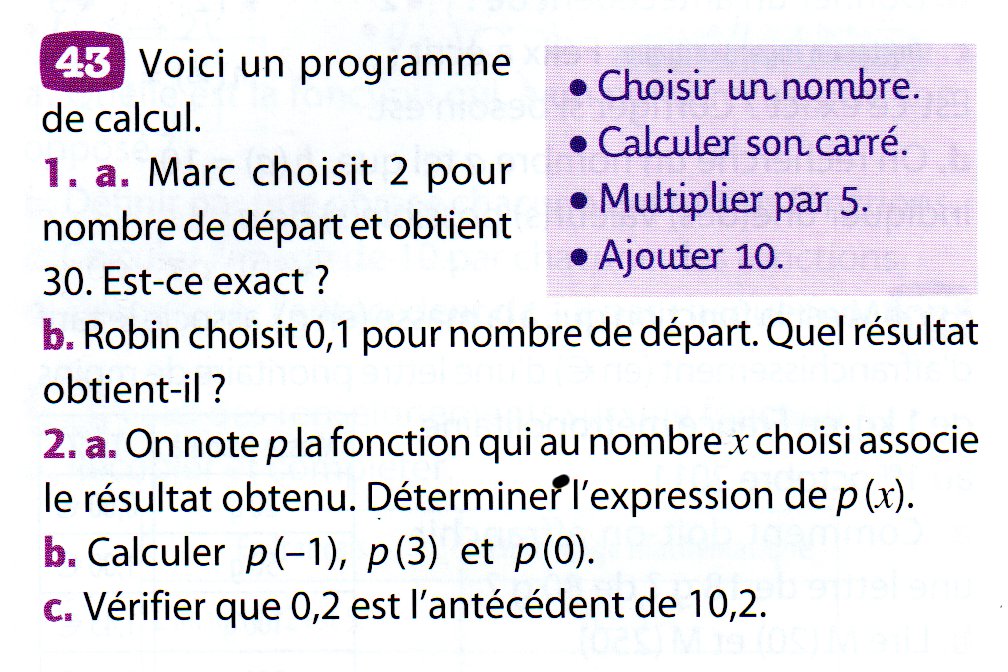 43 Voici un programme
de calcul.
1. a. Marc choisit 2 pour
nombre de départ et obtient
30. Est-ce exact ?
• Choisir un nombre.
• Calculer son carré.
• Multiplier par 5.
• Ajouter 10.
b. Robin choisit 0,1 pour nombre de départ. Quel résultat
obtient-il ?
2. a. On note p la fonction qui au nombre x choisi associe
le résultat obtenu. Déterminer l'expression de p (x).
b. Calculer p (–1), p (3) et p (0).
c. Vérifier que 0,2 est l'antécédent de 10,2.